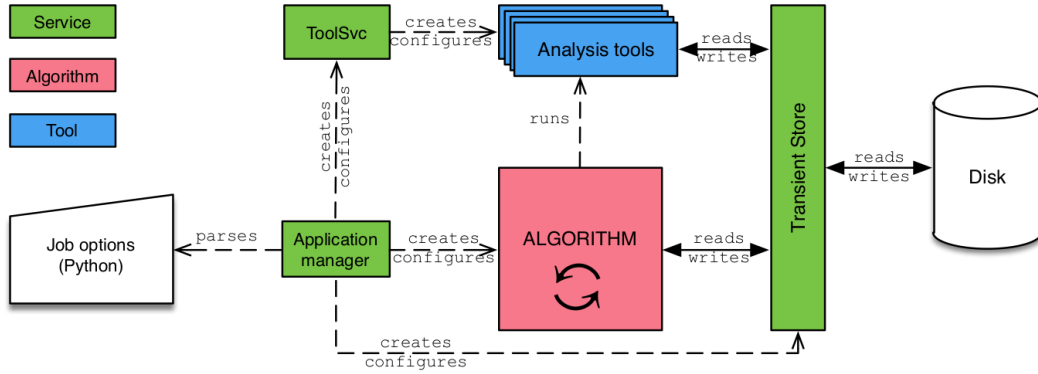 Service
Algorithm
Tool
ToolSvc
creates
configures
Analysis tools
reads
writes
creates
configures
runs
Transient Store
reads
writes
Disk
Job options
(Python)
parses
Application
manager
creates
configures
ALGORITHM
reads
writes
creates
configures